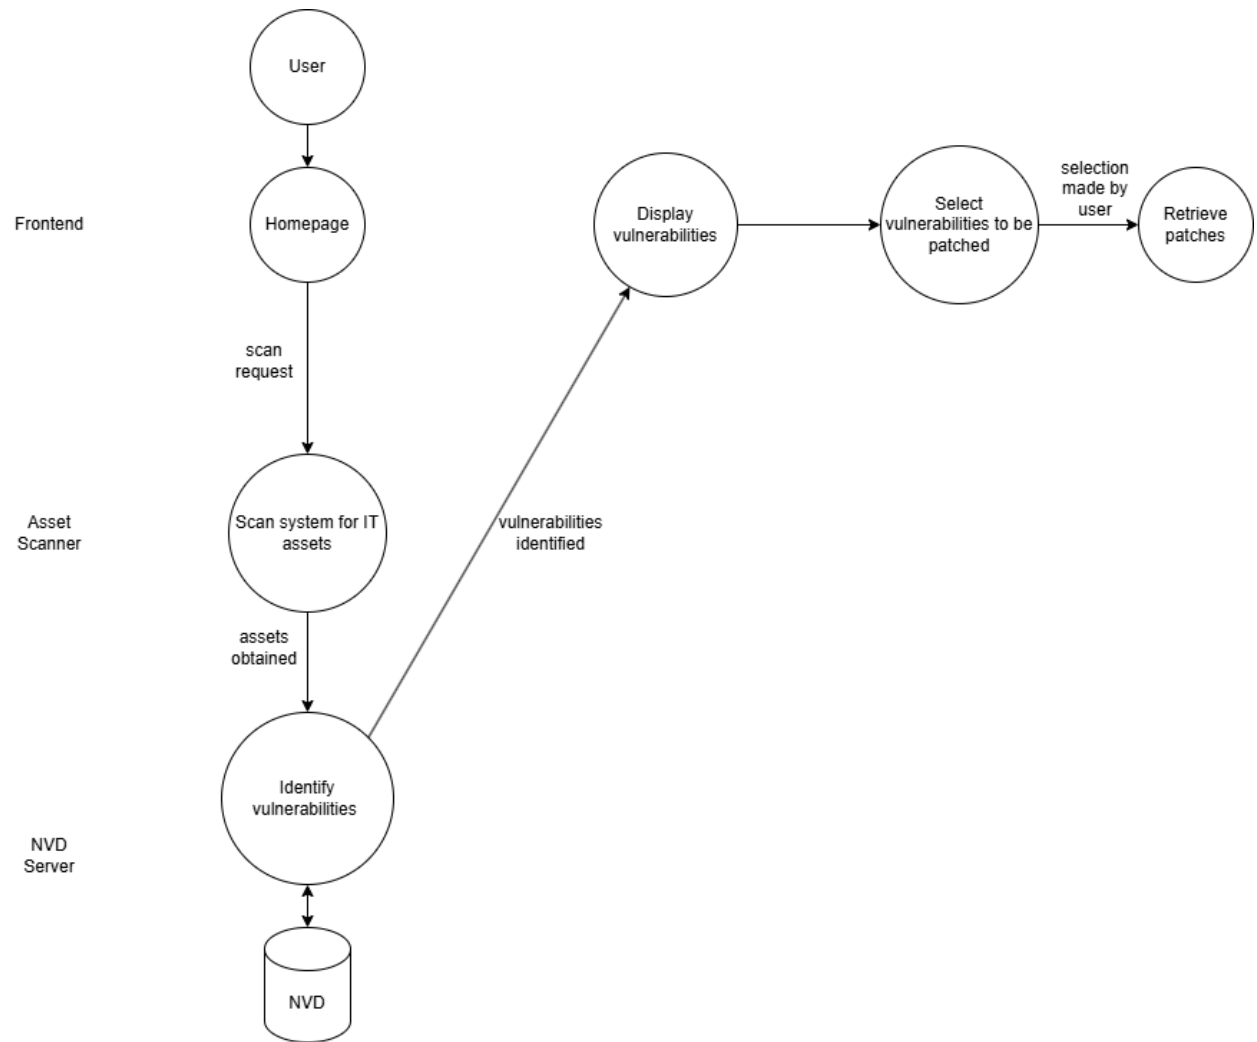 User
Frontend
Homepage
Display
vulnerabilities
Select
vulnerabilities to be
patched
selection
made by
user
Retrieve
patches
scan
request
Asset
Scanner
Scan system for IT
assets
vulnerabilities
identified
assets
obtained
Identify
vulnerabilities
NVD
Server
NVD